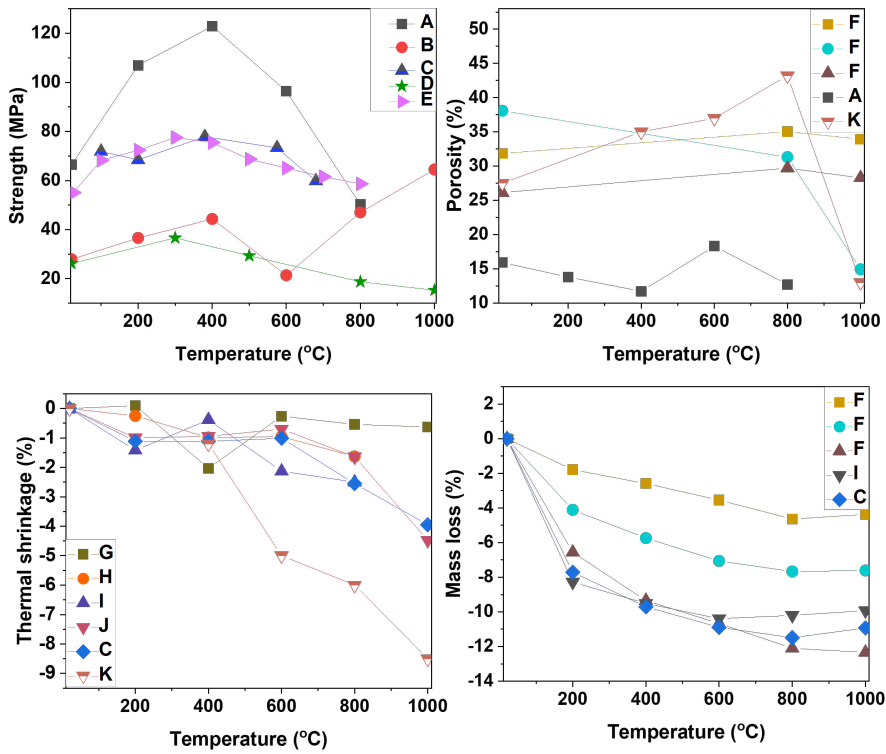 Strength (MPa)
120
100
80
60
40
20
A
B
C
D
E
200 400 600 800 1000
Temperature (°C)
Porosity (%)
50
45
40
35
30
25
20
15
10
F
F
F
A
K
200 400 600 800 1000
Temperature (°C)
Thermal shrinkage (%)
0
-1
-2
-3
-4
-5
-6
-7
-8
-9
G
H
I
J
C
K
200 400 600 800 1000
Temperature (°C)
Mass loss (%)
2
0
-2
-4
-6
-8
-10
-12
-14
F
F
F
I
C
200 400 600 800 1000
Temperature (°C)